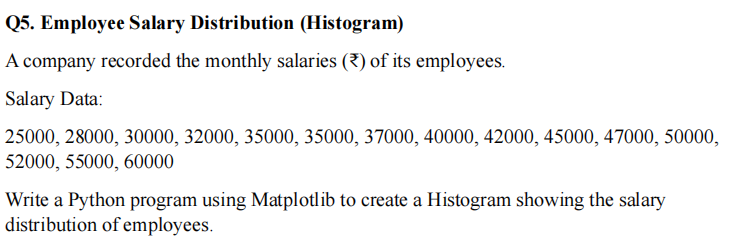 Q5. Employee Salary Distribution (Histogram)
A company recorded the monthly salaries (₹) of its employees.
Salary Data:
25000, 28000, 30000, 32000, 35000, 35000, 37000, 40000, 42000, 45000, 47000, 50000,
52000, 55000, 60000
Write a Python program using Matplotlib to create a Histogram showing the salary
distribution of employees.